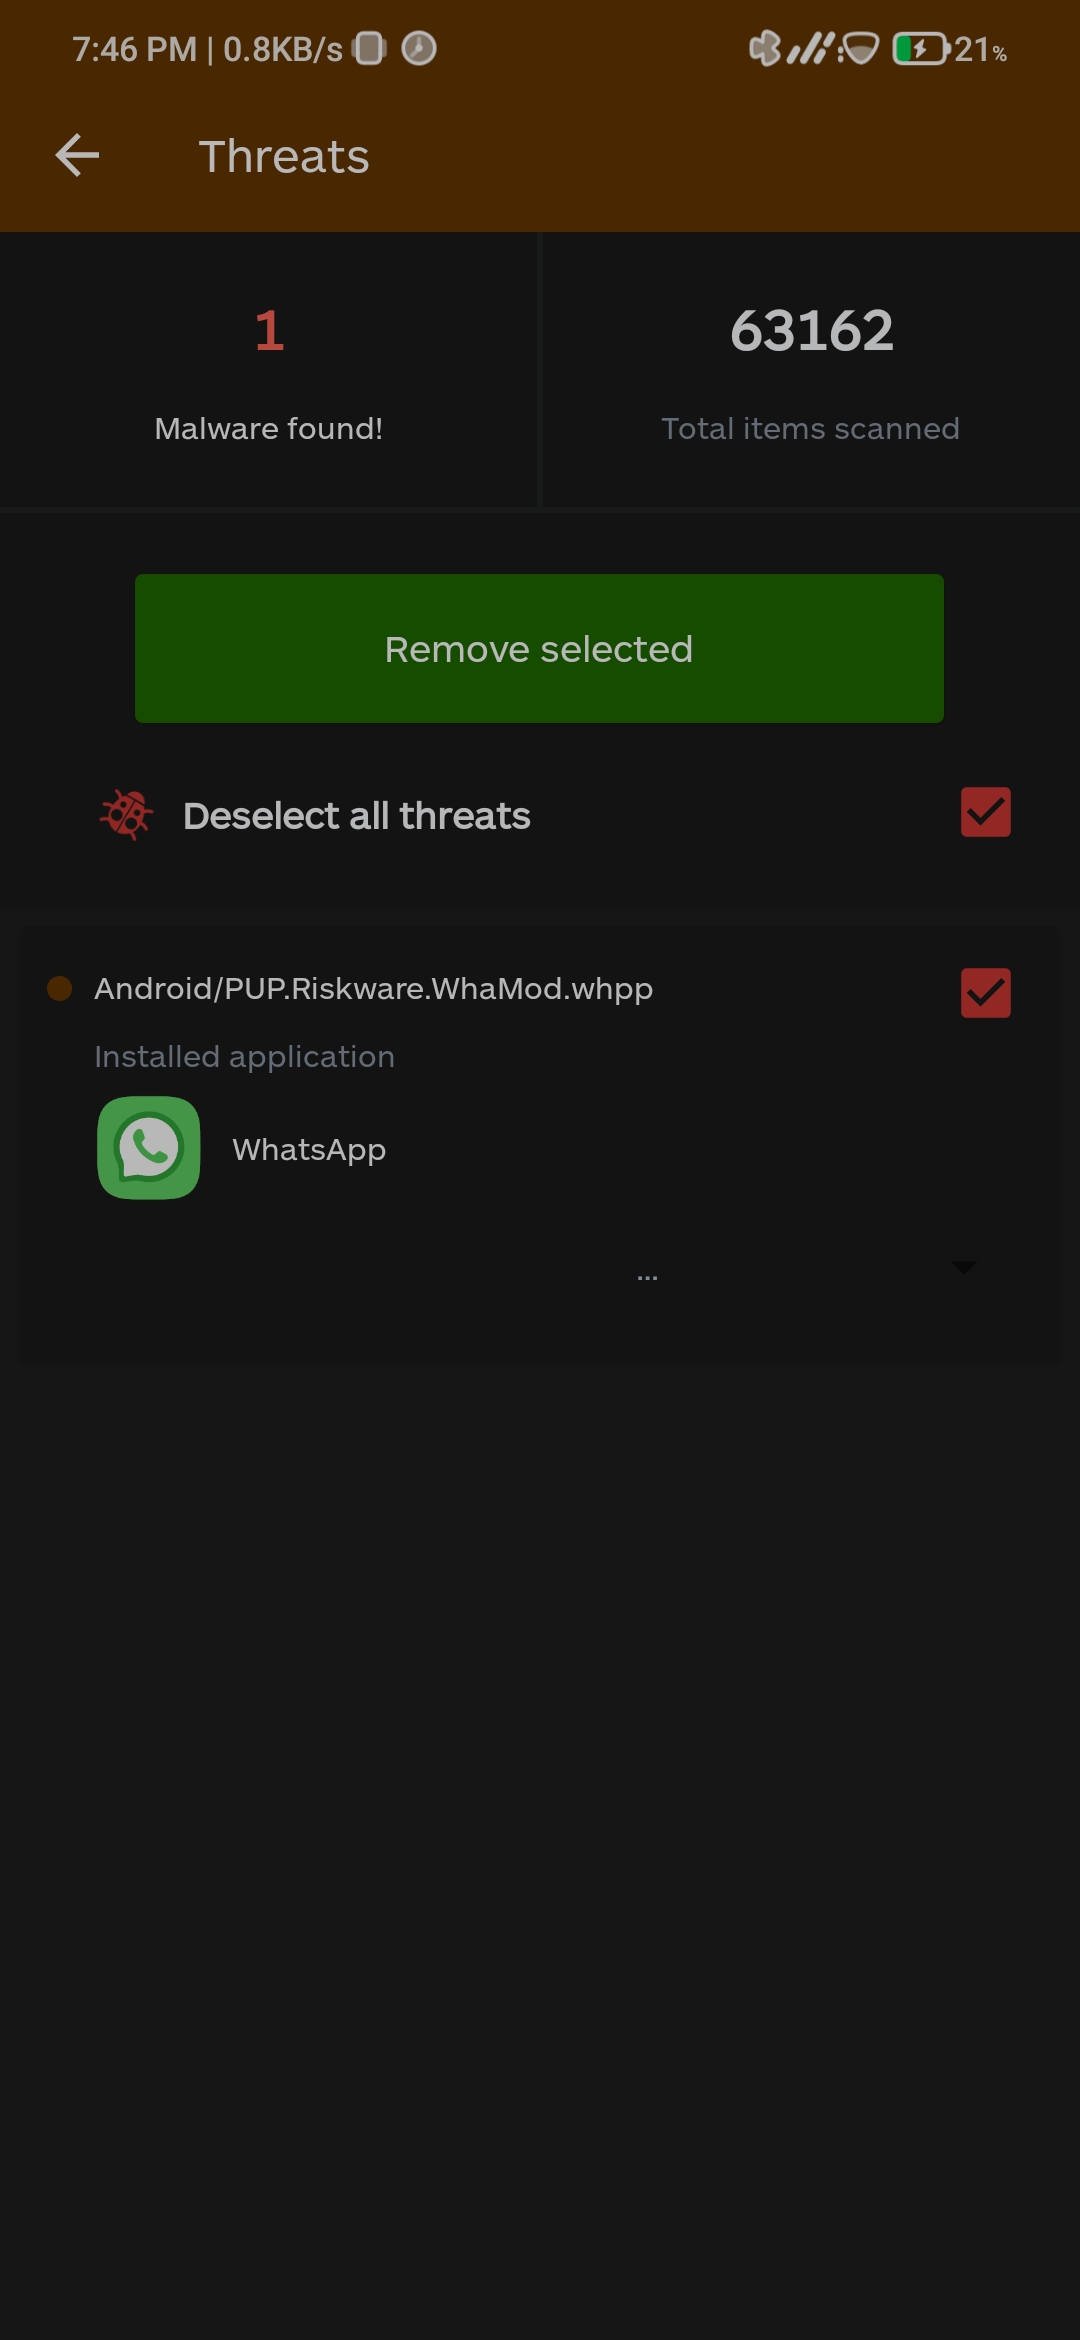 7:46 PM | 0.8KB/s 21%
Threats
1
63162
Malware found!
Total items scanned
Remove selected
Deselect all threats
Android/PUP.Riskware.WhaMod.whpp
Installed application
WhatsApp
...